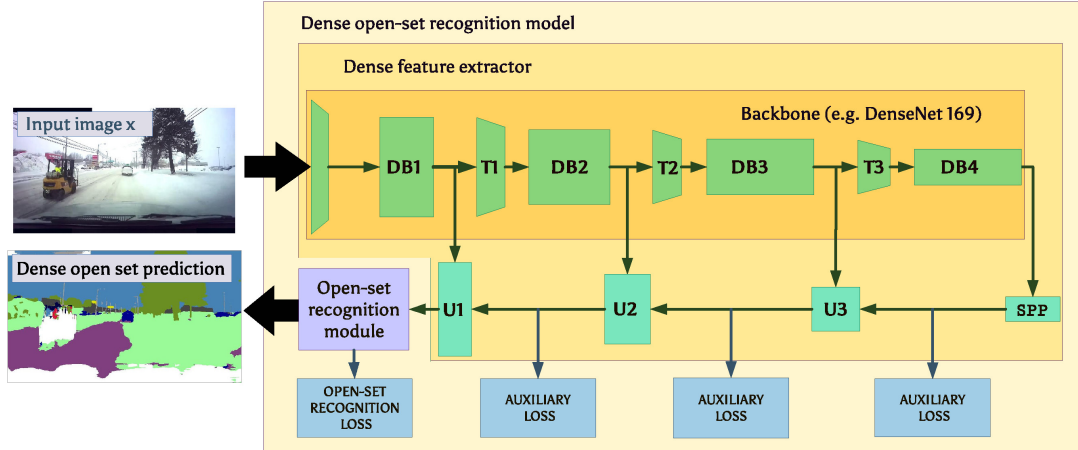 Dense open-set recognition model
Dense feature extractor
Backbone (e.g. DenseNet 169)
Input image x
DB1
T1
DB2
T2
DB3
T3
DB4
Dense open set prediction
Open-set
recognition
module
U1
U2
U3
SPP
OPEN-SET
RECOGNITION
LOSS
AUXILIARY
LOSS
AUXILIARY
LOSS
AUXILIARY
LOSS